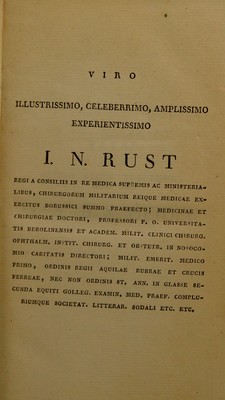 VIRO
ILLUSTRISSIMO, CELEBERRIMO, AMPLISSIMO
EXPERIENTISSIMO
I. N. RUST
REGI A CONSILIIS IN RE MEDICA SUPREMIS AC MINISTERIA-
LIBUS, CHIRURGORUM MILITARIUM REIQUE MEDICAE EX-
ERCITUS BORUSSICI SUMMO PRAEFECTO; MEDICINAE ET
CHIRURGIAE DOCTORI, PROFESSORI P. O. UNIVERSITA-
TIS BEROLINENSIS ET ACADEM. MILIT. CLINICI CHIRURG.
OPHTHALM. INSTIT. CHIRURG. ET OBSTETR. IN NOSOCO-
MIO CARITATIS DIRECTORI; MILIT. EMERIT. MEDICO
PRIMO, ORDINIS REGII AQUILAE RUBRAE ET CRUCIS
FERREAE, NEC NON ORDINIS ST. ANN. IN CLASSE SE-
CUNDA EQUITI COLLEG. EXAMIN. MED. PRAEF. COMPLU-
RIUMQUE SOCIETAT. LITTERAR. SODALI ETC. ETC.